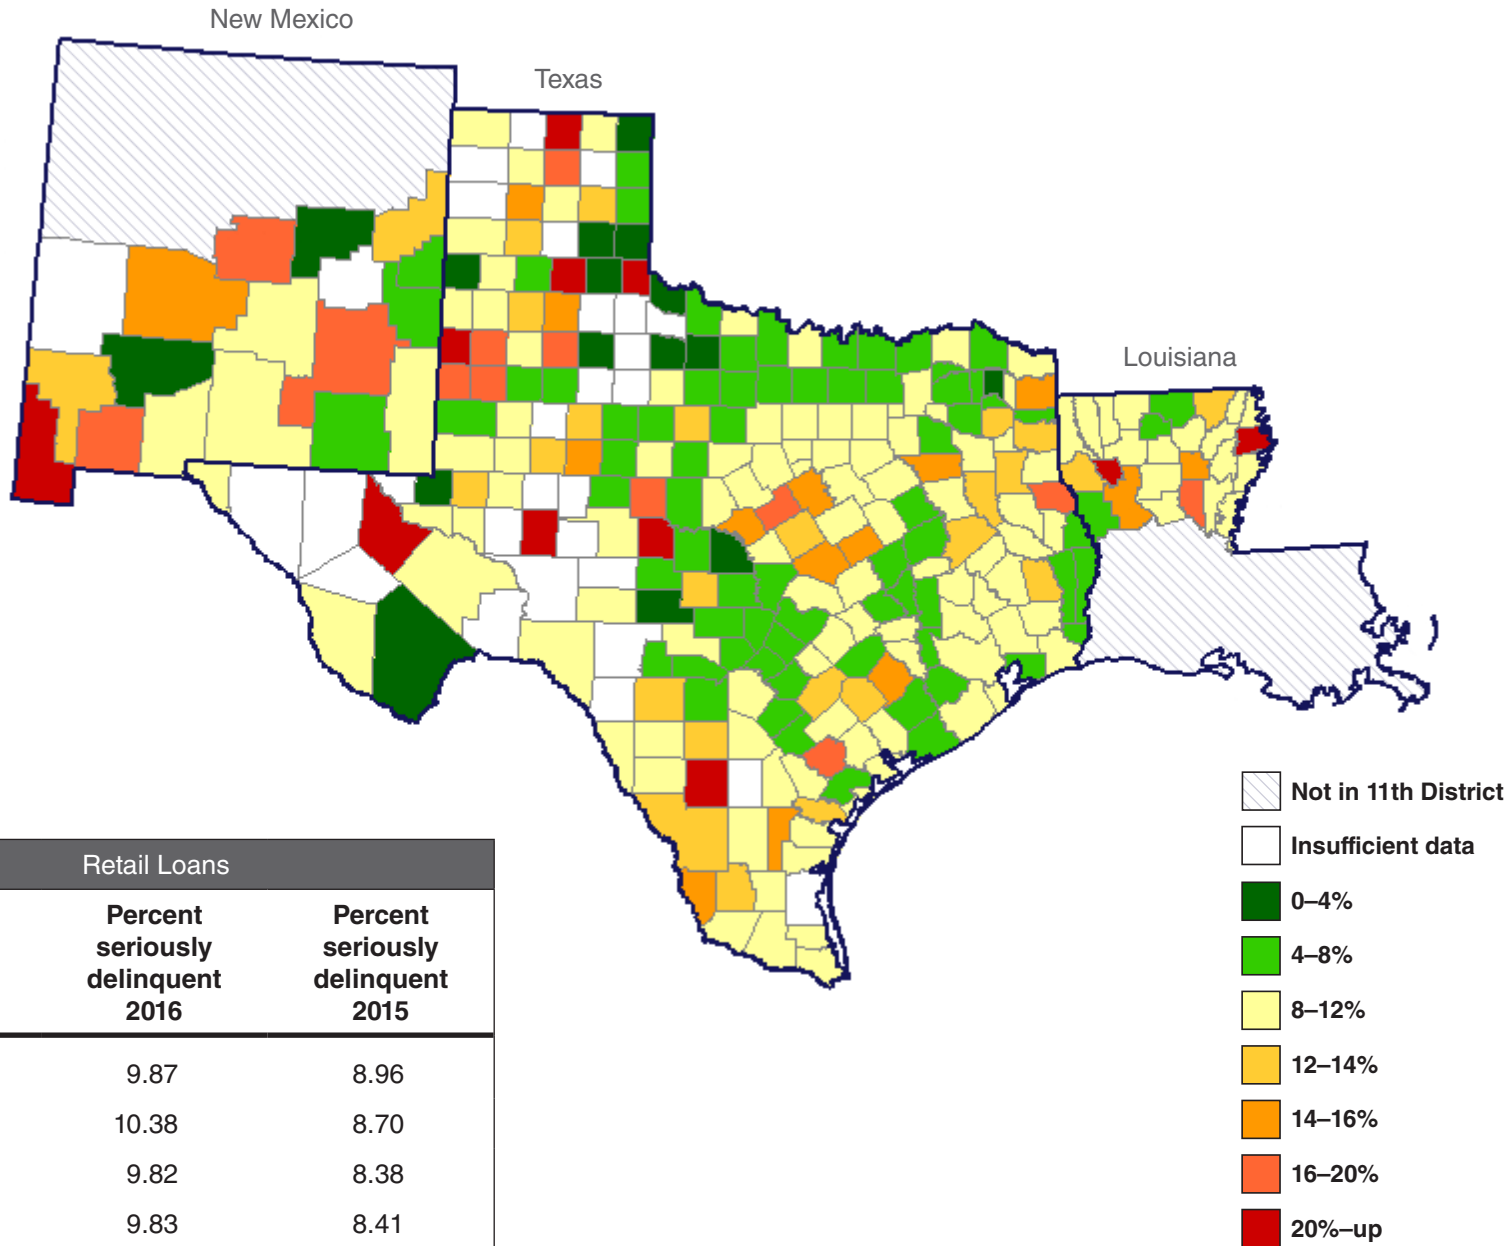 New Mexico
Texas
Louisiana
Not in 11th District
Insufficient data
0–4%
4–8%
8–12%
12–14%
14–16%
16–20%
20%–up
Retail Loans
Percent seriously delinquent 2016
Percent seriously delinquent 2015
9.87 8.96
10.38 8.70
9.82 8.38
9.83 8.41